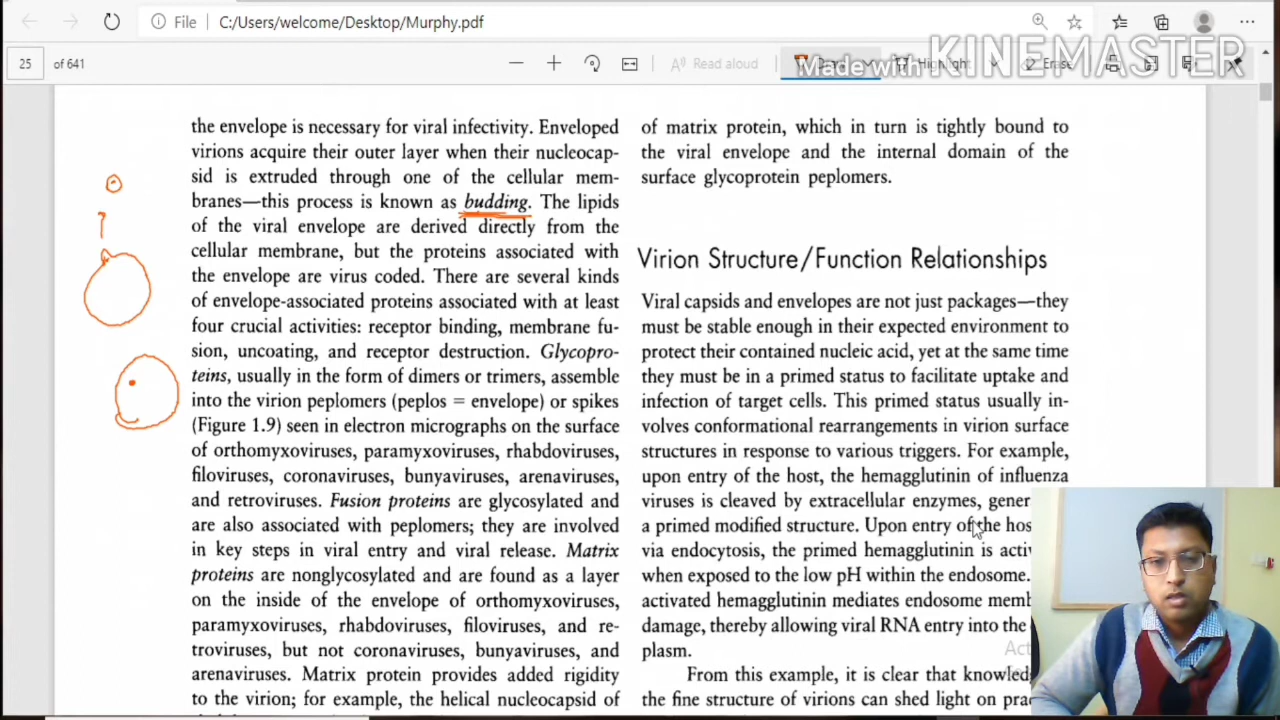 File
C:/Users/welcome/Desktop/Murphy.pdf
25 of 641
Read aloud
Made with KINEMASTER
Highlight
Erase
the envelope is necessary for viral infectivity. Enveloped
virions acquire their outer layer when their nucleocap-
sid is extruded through one of the cellular mem-
branes—this process is known as budding. The lipids
of the viral envelope are derived directly from the
cellular membrane, but the proteins associated with
the envelope are virus coded. There are several kinds
of envelope-associated proteins associated with at least
four crucial activities: receptor binding, membrane fu-
sion, uncoating, and receptor destruction. Glycopro-
teins, usually in the form of dimers or trimers, assemble
into the virion peplomers (peplos = envelope) or spikes
(Figure 1.9) seen in electron micrographs on the surface
of orthomyxoviruses, paramyxoviruses, rhabdoviruses,
filoviruses, coronaviruses, bunyaviruses, arenaviruses,
and retroviruses. Fusion proteins are glycosylated and
are also associated with peplomers; they are involved
in key steps in viral entry and viral release. Matrix
proteins are nonglycosylated and are found as a layer
on the inside of the envelope of orthomyxoviruses,
paramyxoviruses, rhabdoviruses, filoviruses, and re-
troviruses, but not coronaviruses, bunyaviruses, and
arenaviruses. Matrix protein provides added rigidity
to the virion; for example, the helical nucleocapsid of
of matrix protein, which in turn is tightly bound to
the viral envelope and the internal domain of the
surface glycoprotein peplomers.
Virion Structure/Function Relationships
Viral capsids and envelopes are not just packages—they
must be stable enough in their expected environment to
protect their contained nucleic acid, yet at the same time
they must be in a primed status to facilitate uptake and
infection of target cells. This primed status usually in-
volves conformational rearrangements in virion surface
structures in response to various triggers. For example,
upon entry of the host, the hemagglutinin of influenza
viruses is cleaved by extracellular enzymes, gener
a primed modified structure. Upon entry of the hos
via endocytosis, the primed hemagglutinin is acti
when exposed to the low pH within the endosome.
activated hemagglutinin mediates endosome memb
damage, thereby allowing viral RNA entry into the
plasm.
From this example, it is clear that knowled
the fine structure of virions can shed light on pra